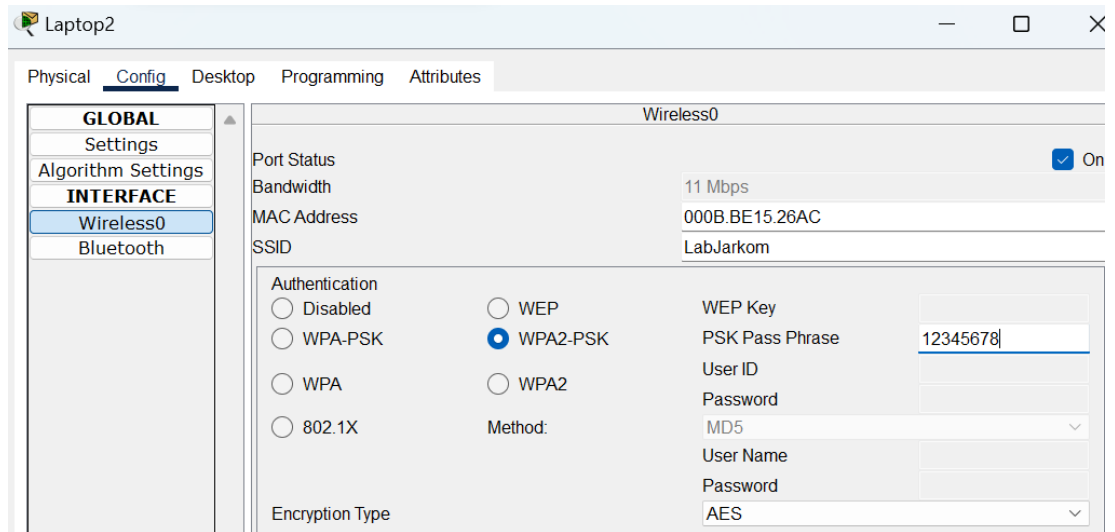 Laptop2
Physical Config Desktop Programming Attributes
GLOBAL
Settings
Algorithm Settings
INTERFACE
Wireless0
Bluetooth
Wireless0
Port Status On
Bandwidth 11 Mbps
MAC Address 000B.BE15.26AC
SSID LabJarkom
Authentication
Disabled WEP WEP Key
WPA-PSK WPA2-PSK PSK Pass Phrase 12345678
User ID
WPA WPA2
Password
802.1X Method: MD5
User Name
Password
Encryption Type AES